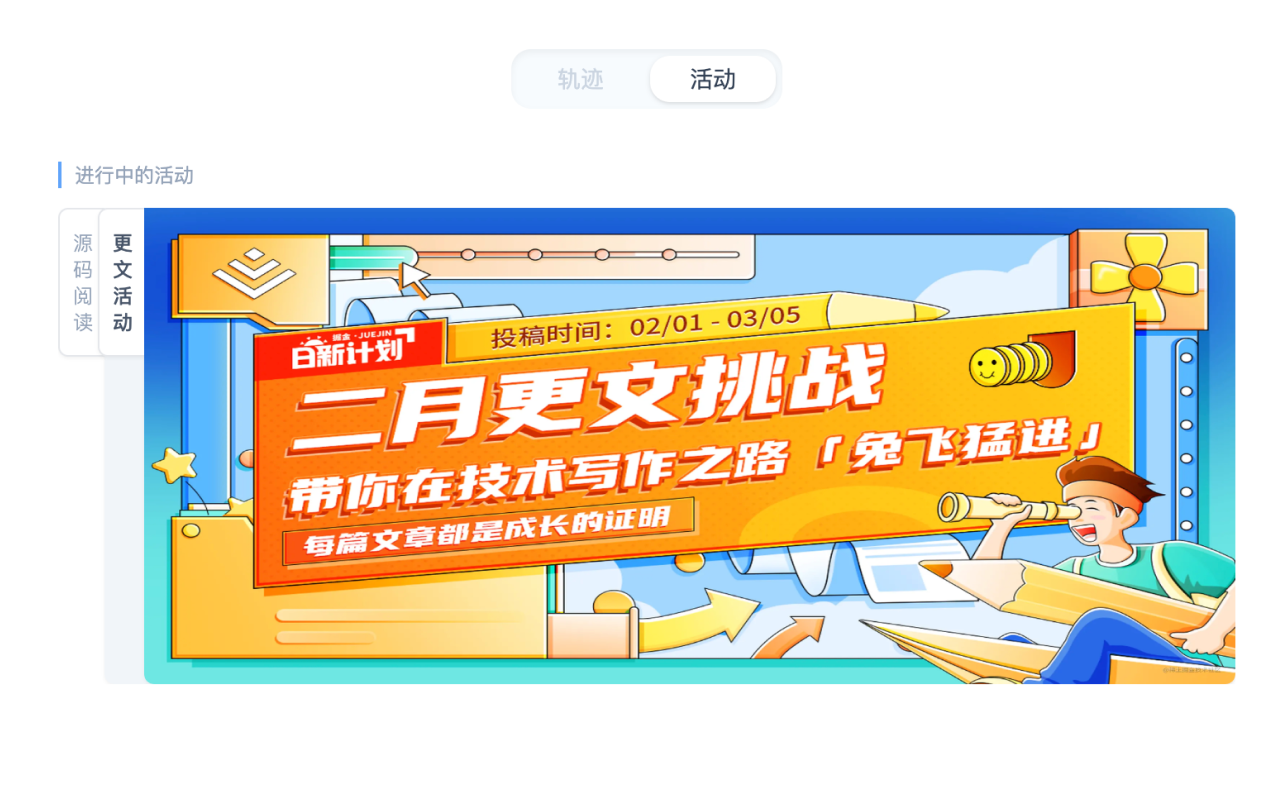 轨迹
活动
进行中的活动
源码阅读
更文活动
掘金·JUEJIN
日新计划
投稿时间：02/01 - 03/05
二月更文挑战
带你在技术写作之路「兔飞猛进」
每篇文章都是成长的证明